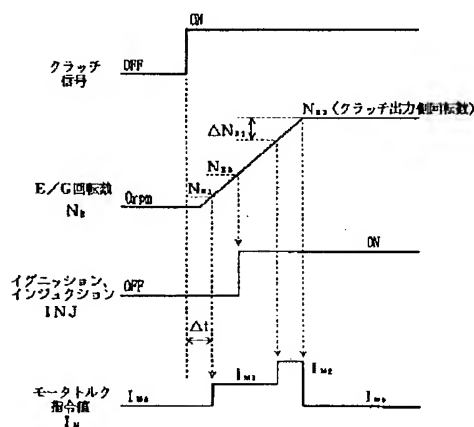 ON
クラッチ
信号
OFF
N_E2 (クラッチ出力側回転数)
ΔN_E2
N_E3
E/G回転数
N_E
0rpm
N_E1
ON
イグニッション、
インジェクション
INJ
OFF
Δt
モータトルク
指令値
I_M
I_M0
I_M1
I_M2
I_M0